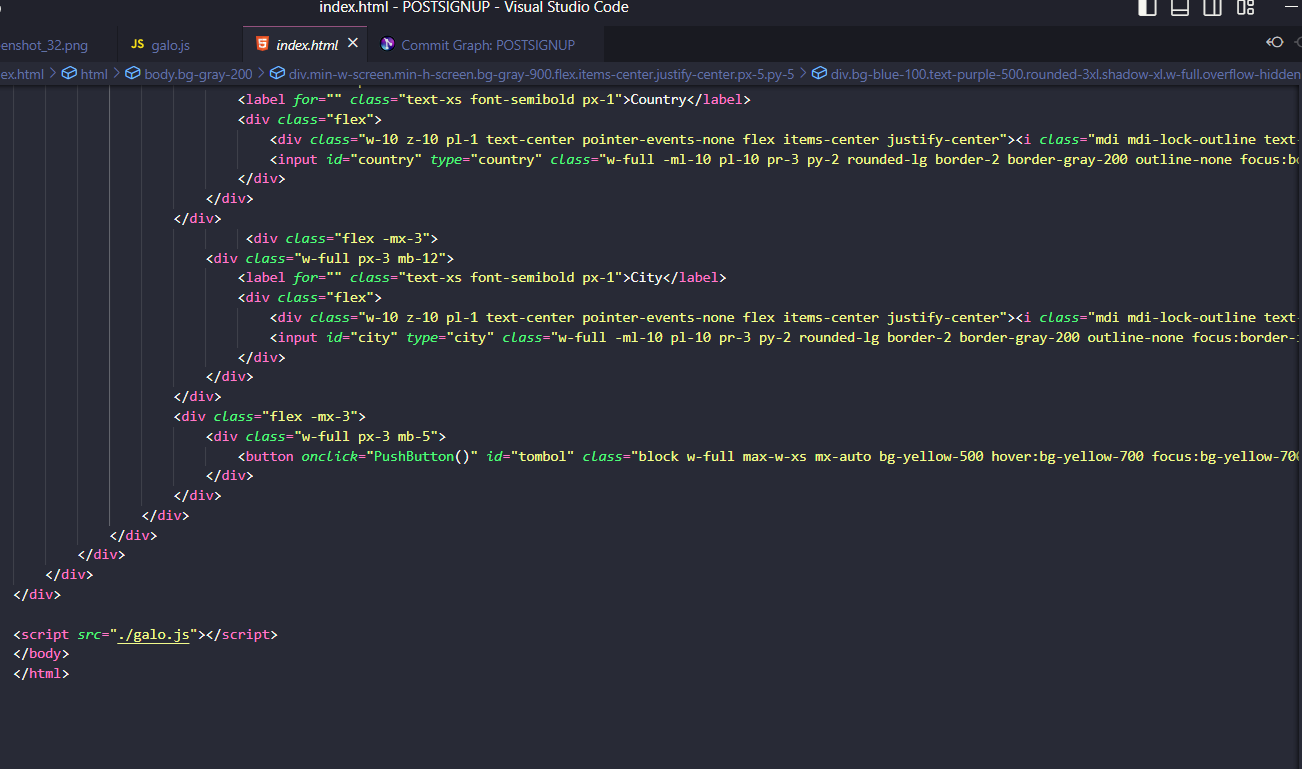 index.html - POSTSIGNUP - Visual Studio Code
enshot_32.png JS galo.js index.html Commit Graph: POSTSIGNUP
ex.html > html > body.bg-gray-200 > div.min-w-screen.min-h-screen.bg-gray-900.flex.items-center.justify-center.px-5.py-5 > div.bg-blue-100.text-purple-500.rounded-3xl.shadow-xl.w-full.overflow-hidden
<label for="" class="text-xs font-semibold px-1">Country</label>
<div class="flex">
<div class="w-10 z-10 pl-1 text-center pointer-events-none flex items-center justify-center"><i class="mdi mdi-lock-outline text-
<input id="country" type="country" class="w-full -ml-10 pl-10 pr-3 py-2 rounded-lg border-2 border-gray-200 outline-none focus:bo
</div>
</div>
</div>
<div class="flex -mx-3">
<div class="w-full px-3 mb-12">
<label for="" class="text-xs font-semibold px-1">City</label>
<div class="flex">
<div class="w-10 z-10 pl-1 text-center pointer-events-none flex items-center justify-center"><i class="mdi mdi-lock-outline text-
<input id="city" type="city" class="w-full -ml-10 pl-10 pr-3 py-2 rounded-lg border-2 border-gray-200 outline-none focus:border-
</div>
</div>
</div>
<div class="flex -mx-3">
<div class="w-full px-3 mb-5">
<button onclick="PushButton()" id="tombol" class="block w-full max-w-xs mx-auto bg-yellow-500 hover:bg-yellow-700 focus:bg-yellow-700
</div>
</div>
</div>
</div>
</div>
</div>
</div>
<script src="./galo.js"></script>
</body>
</html>